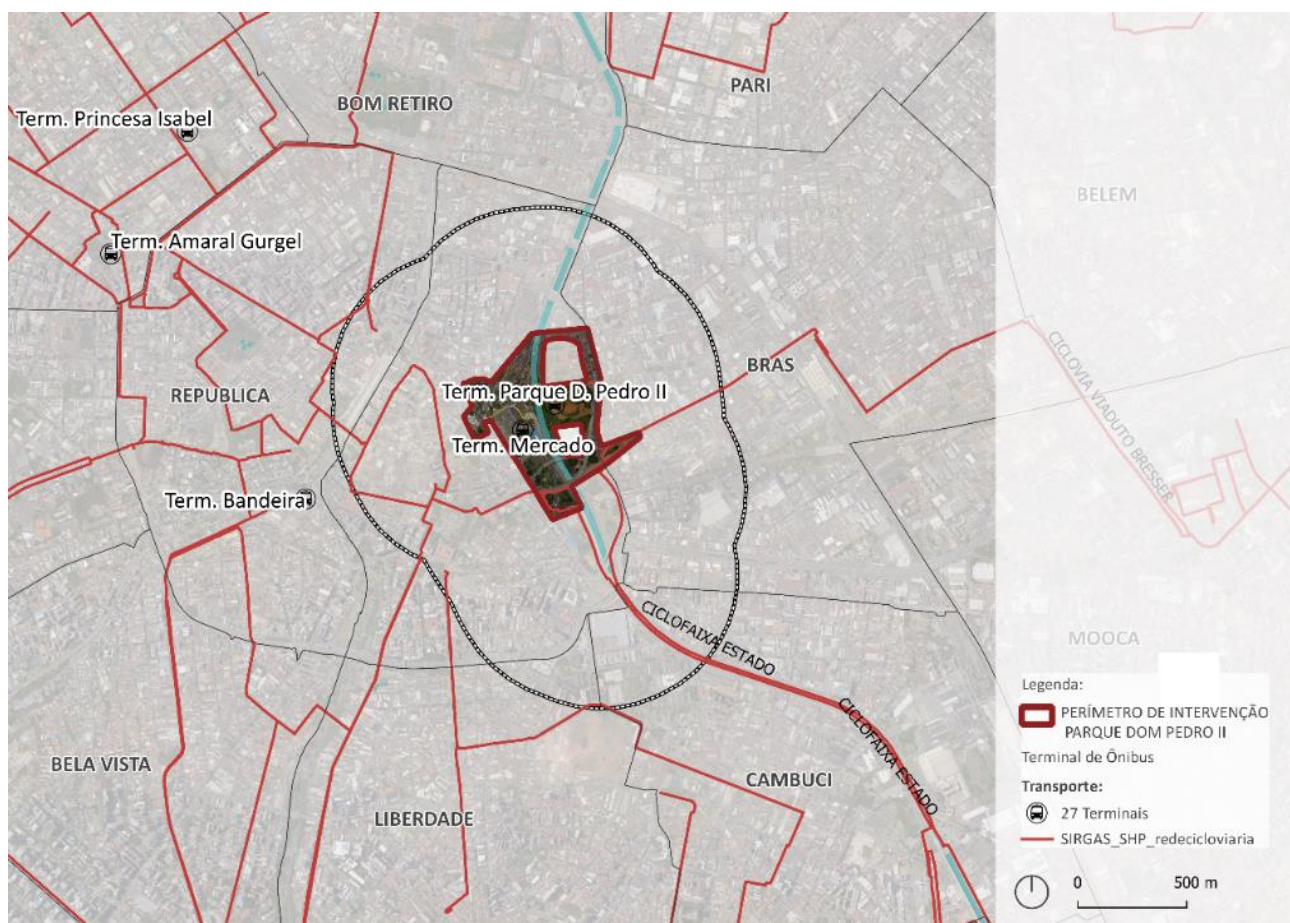 PARI
BOM RETIRO
Term. Princesa Isabel
BELEM
Term. Amaral Gurgel
BRAS
Term. Parque D. Pedro II
REPUBLICA
Term. Mercado
CICLOVIA VIADUTO BRESSER
Term. Bandeira
CICLOFAIXA ESTADO
MOOCA
Legenda:
PERÍMETRO DE INTERVENÇÃO
PARQUE DOM PEDRO II
Terminal de Ônibus
Transporte:
27 Terminais
SIRGAS_SHP_redecicloviaria
0 500 m
CICLOFAIXA ESTADO
BELA VISTA
CAMBUCI
LIBERDADE